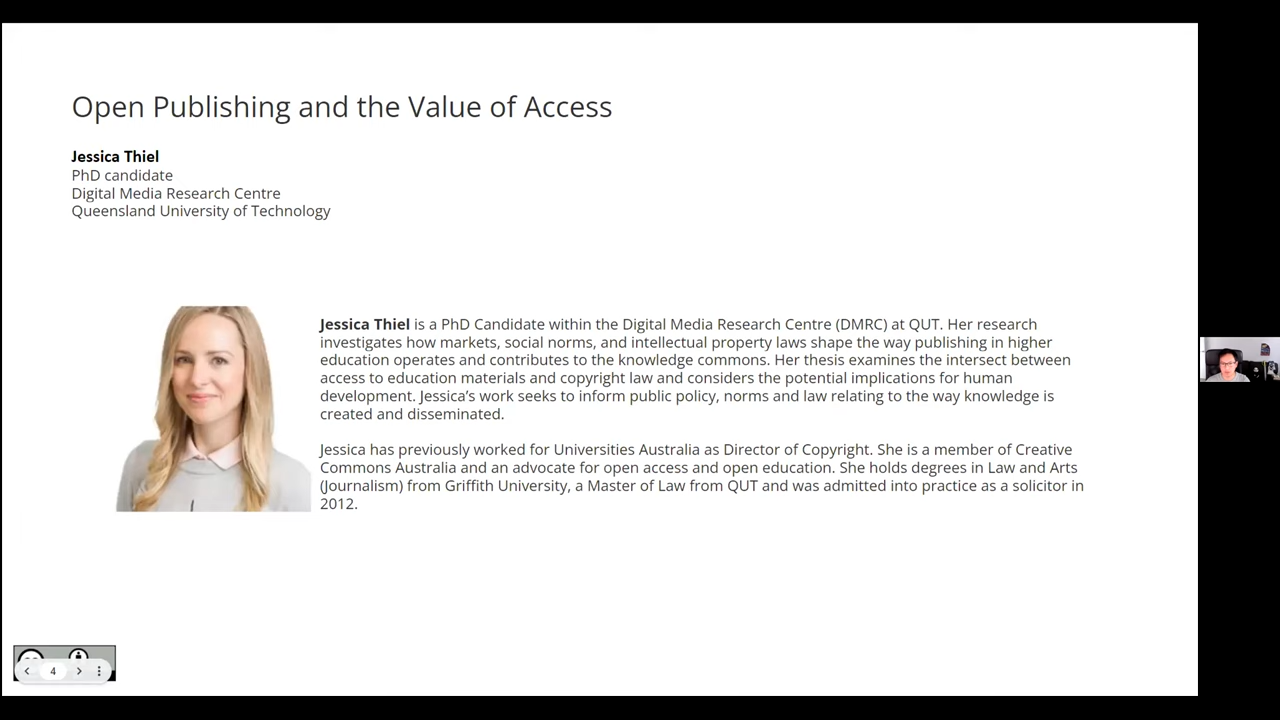 Open Publishing and the Value of Access
Jessica Thiel
PhD candidate
Digital Media Research Centre
Queensland University of Technology
Jessica Thiel is a PhD Candidate within the Digital Media Research Centre (DMRC) at QUT. Her research
investigates how markets, social norms, and intellectual property laws shape the way publishing in higher
education operates and contributes to the knowledge commons. Her thesis examines the intersect between
access to education materials and copyright law and considers the potential implications for human
development. Jessica’s work seeks to inform public policy, norms and law relating to the way knowledge is
created and disseminated.
Jessica has previously worked for Universities Australia as Director of Copyright. She is a member of Creative
Commons Australia and an advocate for open access and open education. She holds degrees in Law and Arts
(Journalism) from Griffith University, a Master of Law from QUT and was admitted into practice as a solicitor in
2012.
4